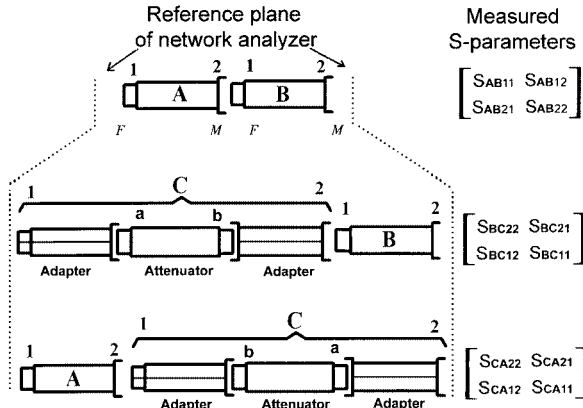 Reference plane
of network analyzer
Measured
S-parameters
1 2 1 2
A B
F M F M
SAB11 SAB12
SAB21 SAB22
C
1 2
a b 1 2
B
Adapter Attenuator Adapter
SBC22 SBC21
SBC12 SBC11
C
1 2
1 2 b a
A
Adapter Attenuator Adapter
SCA22 SCA21
SCA12 SCA11